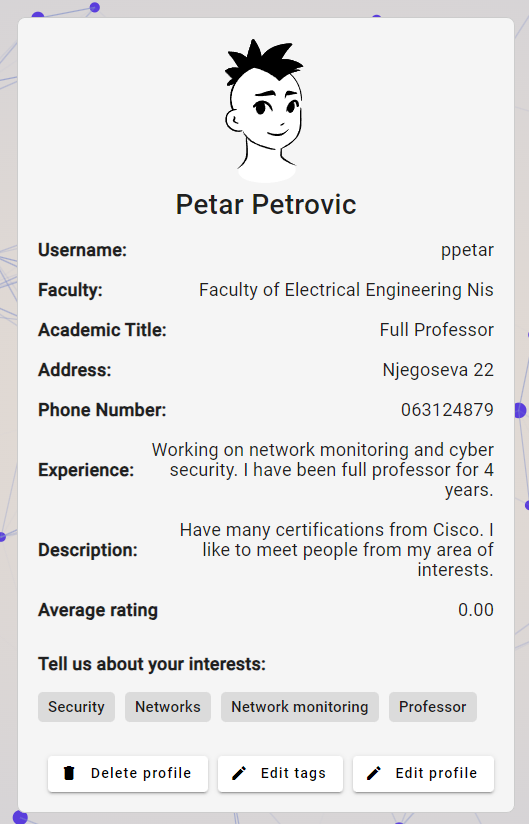 Petar Petrovic
Username: ppetar
Faculty: Faculty of Electrical Engineering Nis
Academic Title: Full Professor
Address: Njegoseva 22
Phone Number: 063124879
Experience: Working on network monitoring and cyber
security. I have been full professor for 4
years.
Description: Have many certifications from Cisco. I
like to meet people from my area of
interests.
Average rating 0.00
Tell us about your interests:
Security Networks Network monitoring Professor
Delete profile Edit tags Edit profile